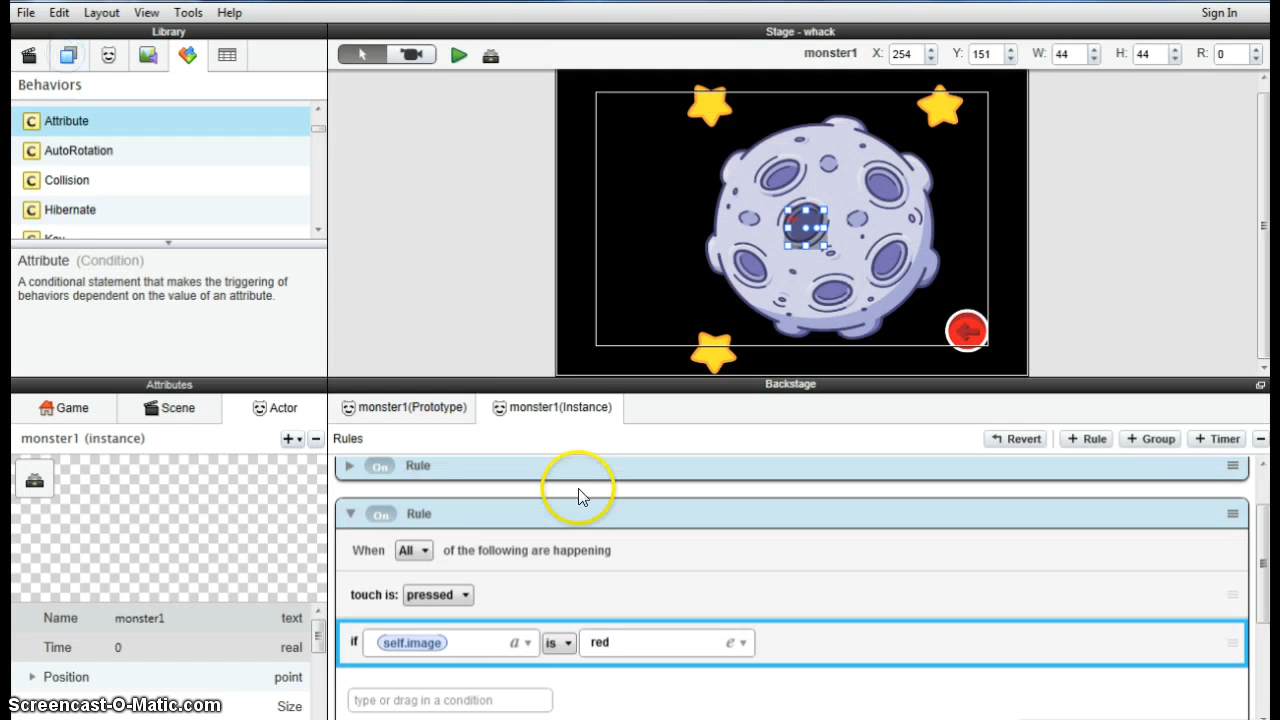 File Edit Layout View Tools Help Sign In
Library
Stage - whack
monster1 X: 254 Y: 151 W: 44 H: 44 R: 0
Behaviors
C Attribute
C AutoRotation
C Collision
C Hibernate
Attribute (Condition)
A conditional statement that makes the triggering of
behaviors dependent on the value of an attribute.
Attributes
Backstage
Game Scene Actor
monster1(Prototype) monster1(Instance)
monster1 (instance)
Rules Revert + Rule + Group + Timer
On Rule
On Rule
When All of the following are happening
touch is: pressed
if self.image a is red e
type or drag in a condition
Name monster1 text
Time 0 real
Position point
Size
Screencast-O-Matic.com